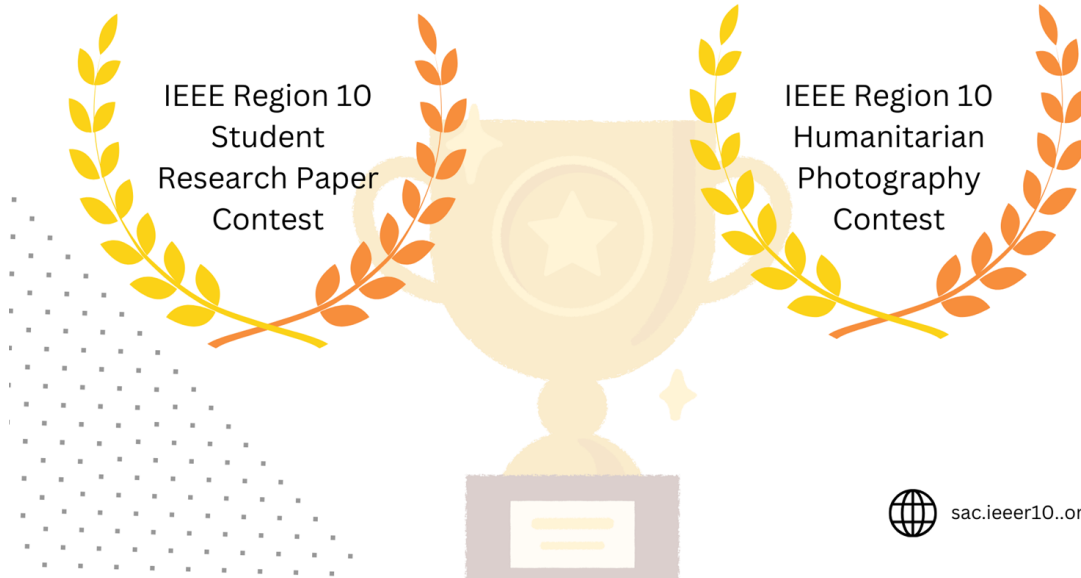 IEEE Region 10
Student
Research Paper
Contest
IEEE Region 10
Humanitarian
Photography
Contest
sac.ieeer10..or